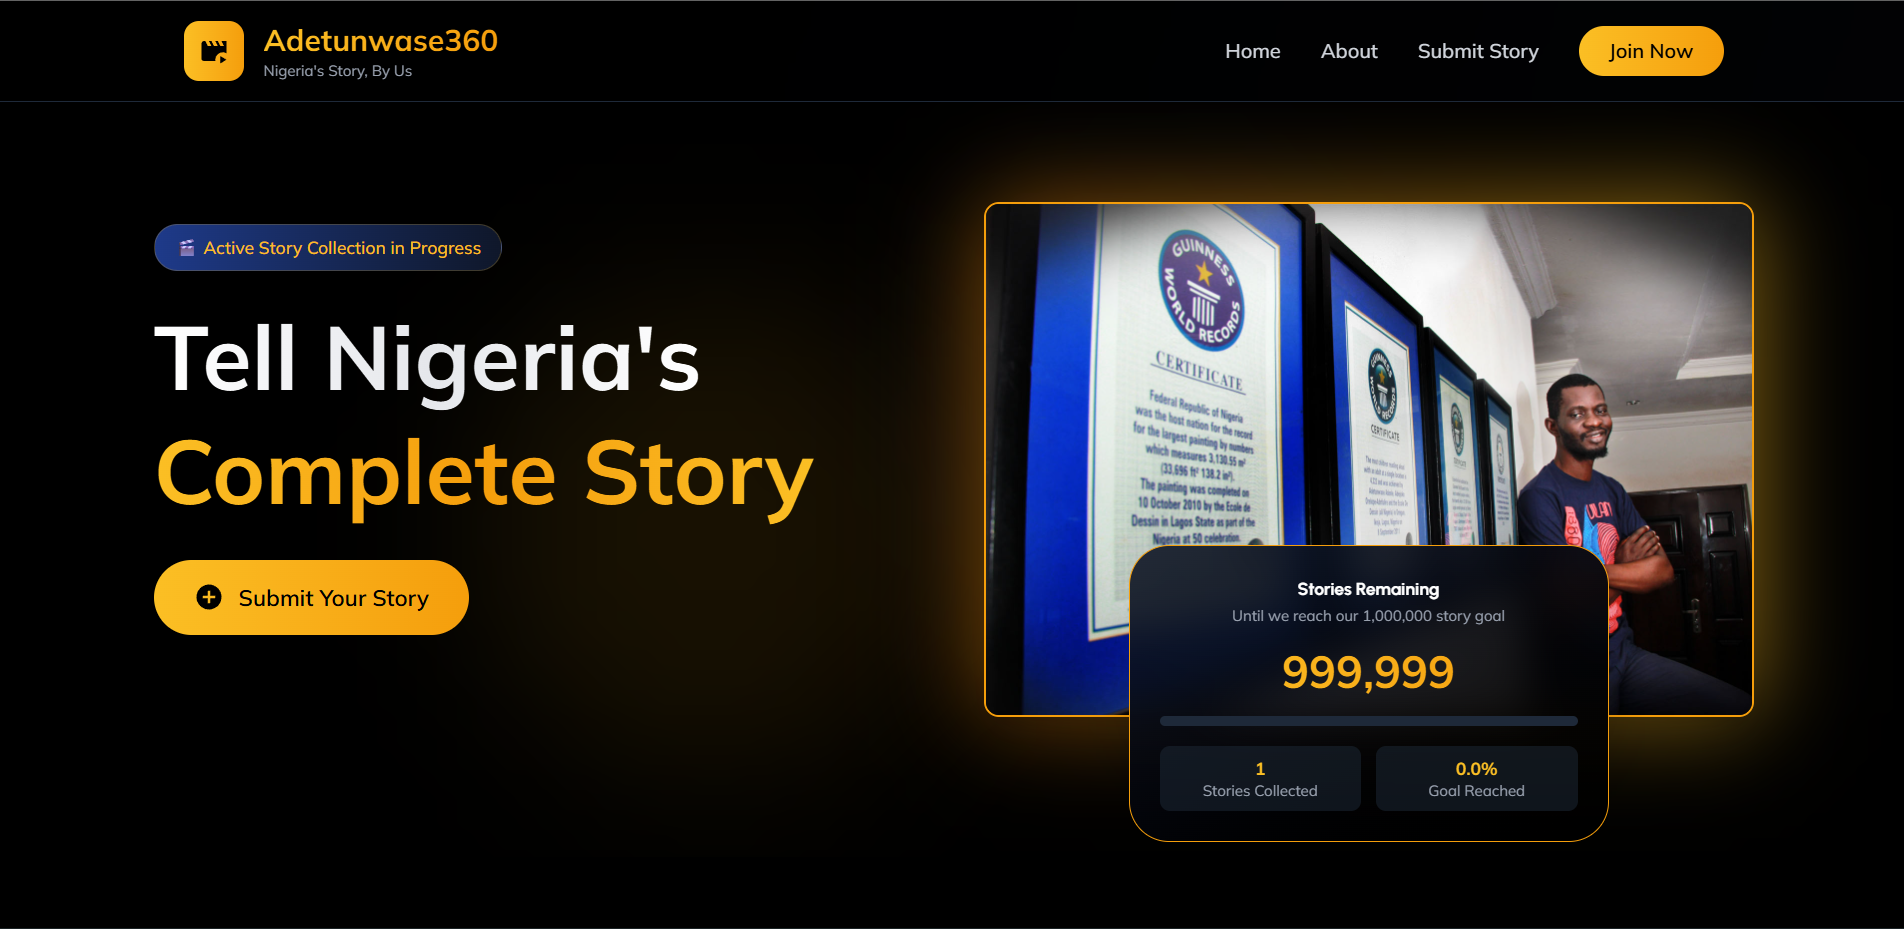 Adetunwase360
Nigeria's Story, By Us
Home
About
Submit Story
Join Now
Active Story Collection in Progress
Tell Nigeria's
Complete Story
Submit Your Story
GUINNESS
WORLD RECORDS
CERTIFICATE
Federal Republic of Nigeria
was the host nation for the record
for the largest painting by numbers
which measures 3,130.55 m²
(33,696 ft² 138.2 in²).
The painting was completed on
10 October 2010 by the Ecole de
Dessin in Lagos State as part of the
Nigeria at 50 celebration.
GUINNESS
WORLD RECORDS
CERTIFICATE
Stories Remaining
Until we reach our 1,000,000 story goal
999,999
1
Stories Collected
0.0%
Goal Reached